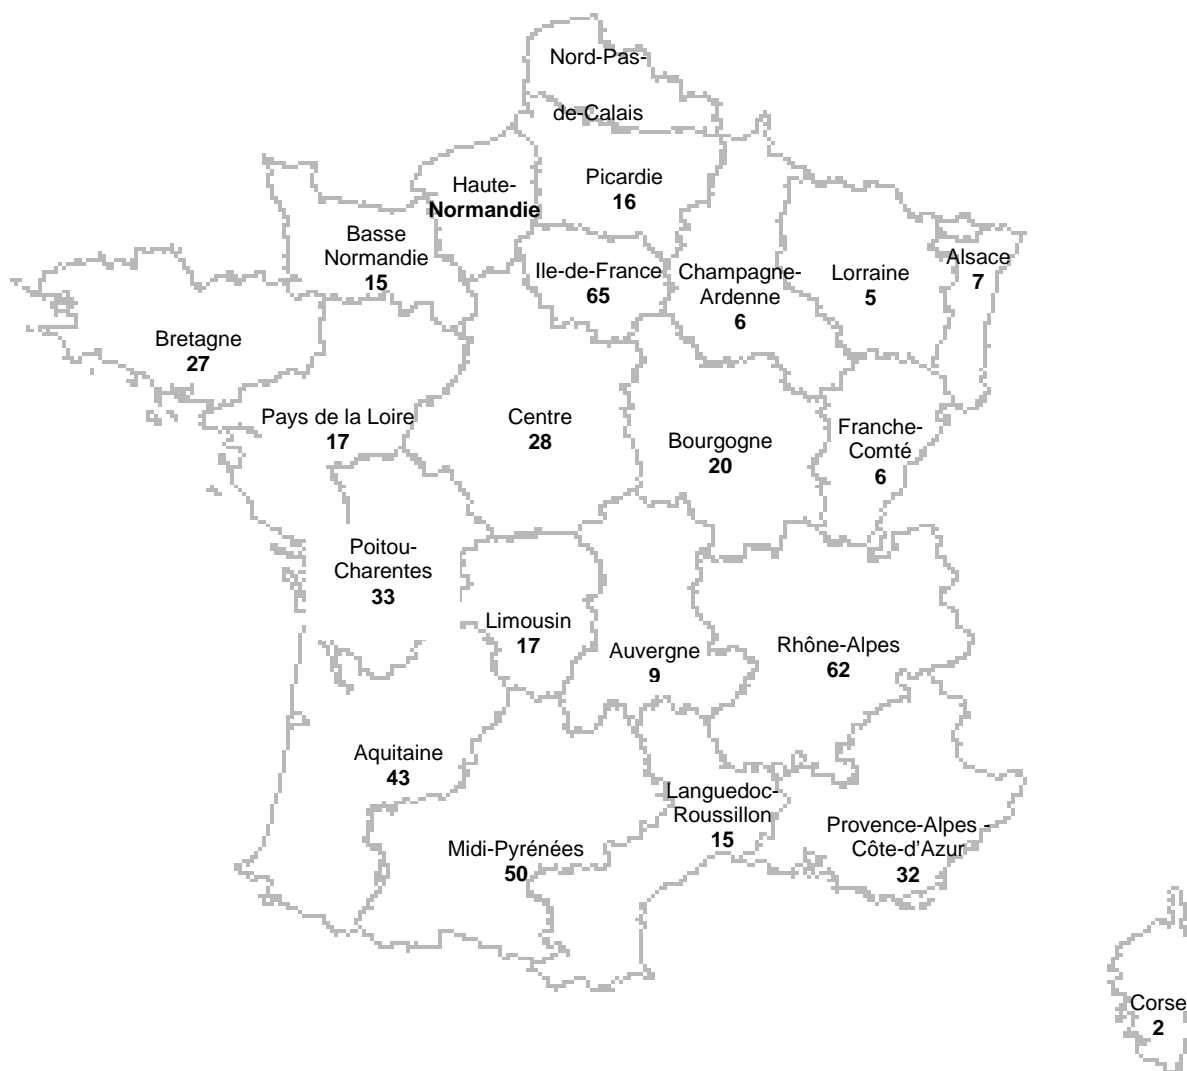 Nord-Pas-
de-Calais
Haute-
Normandie
Picardie
16
Basse
Normandie
15
Ile-de-France
65
Champagne-
Ardenne
6
Lorraine
5
Alsace
7
Bretagne
27
Pays de la Loire
17
Centre
28
Bourgogne
20
Franche-
Comté
6
Poitou-
Charentes
33
Limousin
17
Auvergne
9
Rhône-Alpes
62
Aquitaine
43
Midi-Pyrénées
50
Languedoc-
Roussillon
15
Provence-Alpes -
Côte-d'Azur
32
Corse
2